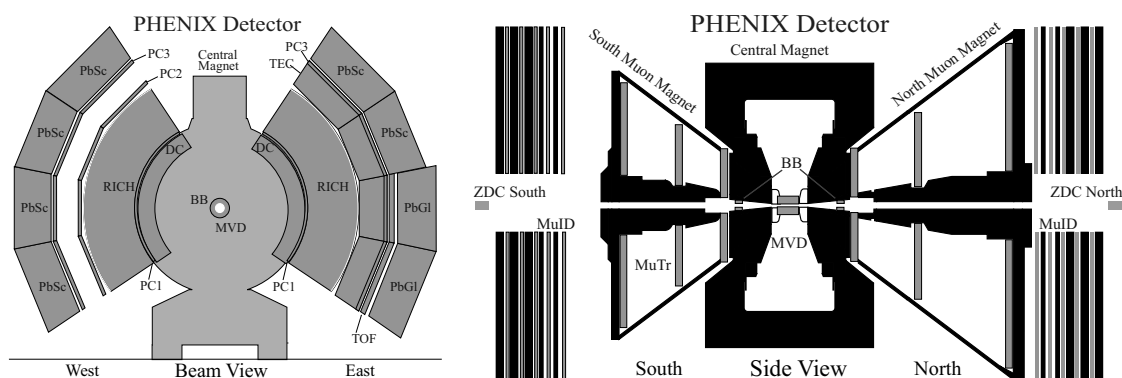 PHENIX Detector
PC3
PC2
Central
Magnet
PC3
TEC
PbSc
PbSc
PbSc
PbSc
DC
DC
PbSc
RICH
BB
MVD
RICH
PbGl
PbSc
PC1
PC1
PbGl
TOF
West
Beam View
East
PHENIX Detector
Central Magnet
South Muon Magnet
North Muon Magnet
BB
ZDC South
ZDC North
MuID
MuID
MVD
MuTr
South
Side View
North